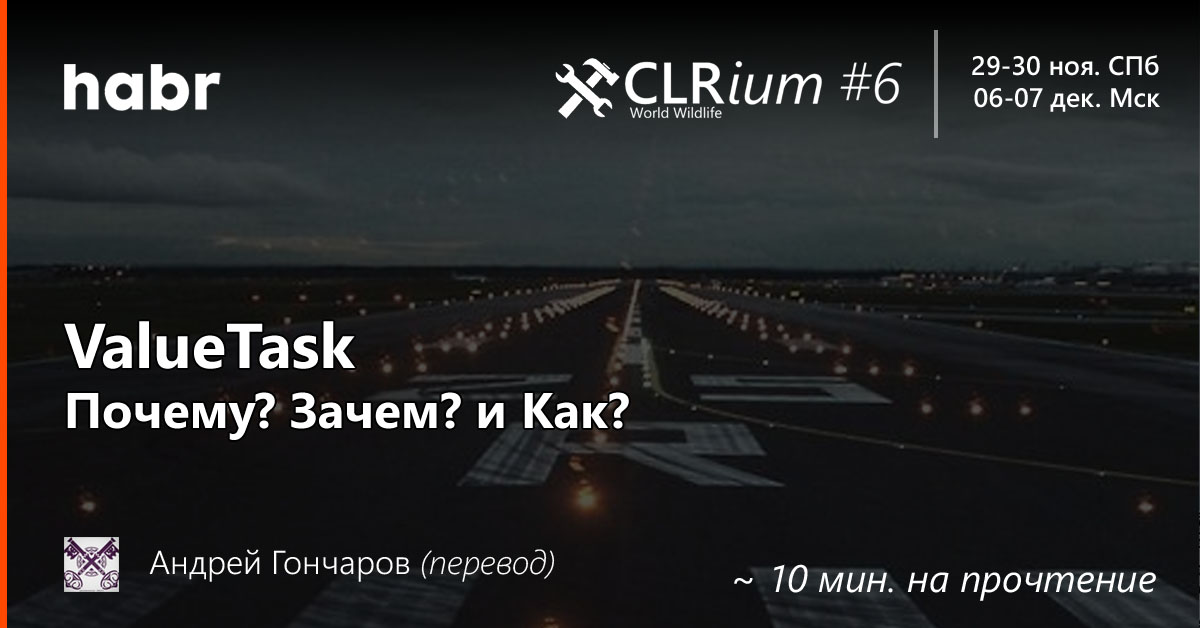 habr
CLRium #6
World Wildlife
29-30 ноя. СПб
06-07 дек. Мск
ValueTask
Почему? Зачем? и Как?
Андрей Гончаров (перевод)
~ 10 мин. на прочтение